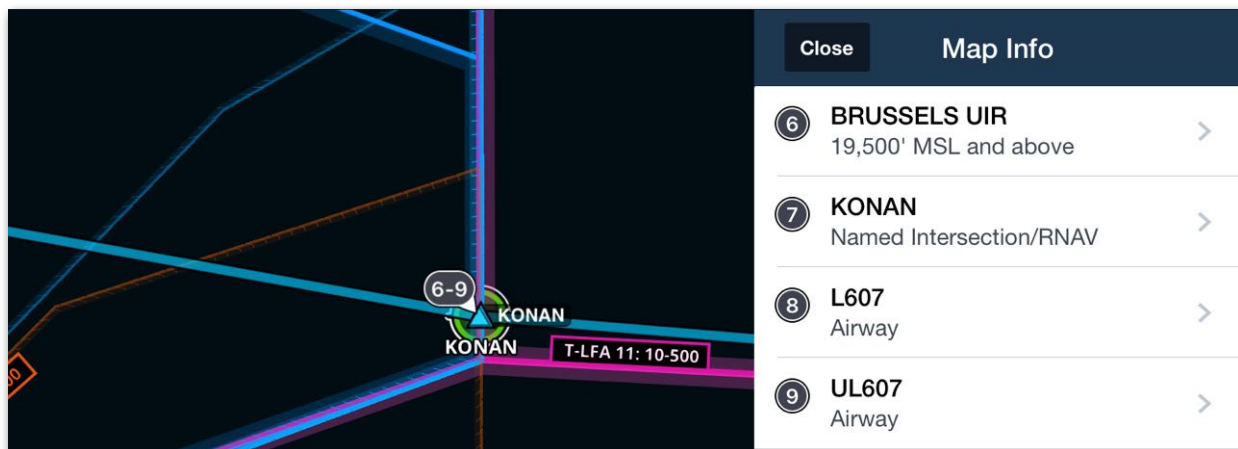 6-9
KONAN
KONAN
T-LFA 11: 10-500
00
Close
Map Info
6
BRUSSELS UIR
19,500' MSL and above
7
KONAN
Named Intersection/RNAV
8
L607
Airway
9
UL607
Airway